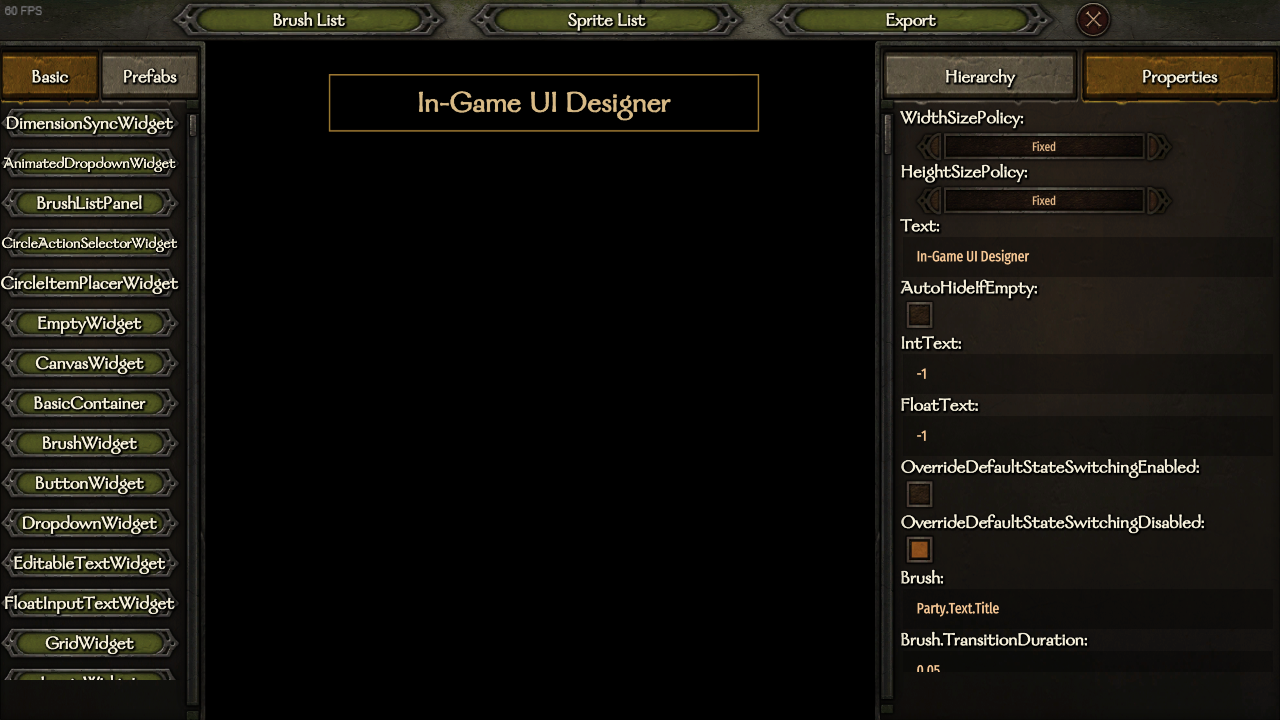 60 FPS
Brush List
Sprite List
Export
Basic
Prefabs
DimensionSyncWidget
AnimatedDropdownWidget
BrushListPanel
CircleActionSelectorWidget
CircleItemPlacerWidget
EmptyWidget
CanvasWidget
BasicContainer
BrushWidget
ButtonWidget
DropdownWidget
EditableTextWidget
FloatInputTextWidget
GridWidget
In-Game UI Designer
Hierarchy
Properties
WidthSizePolicy:
Fixed
HeightSizePolicy:
Fixed
Text:
In-Game UI Designer
AutoHideIfEmpty:
IntText:
-1
FloatText:
-1
OverrideDefaultStateSwitchingEnabled:
OverrideDefaultStateSwitchingDisabled:
Brush:
Party.Text.Title
Brush.TransitionDuration:
0.05